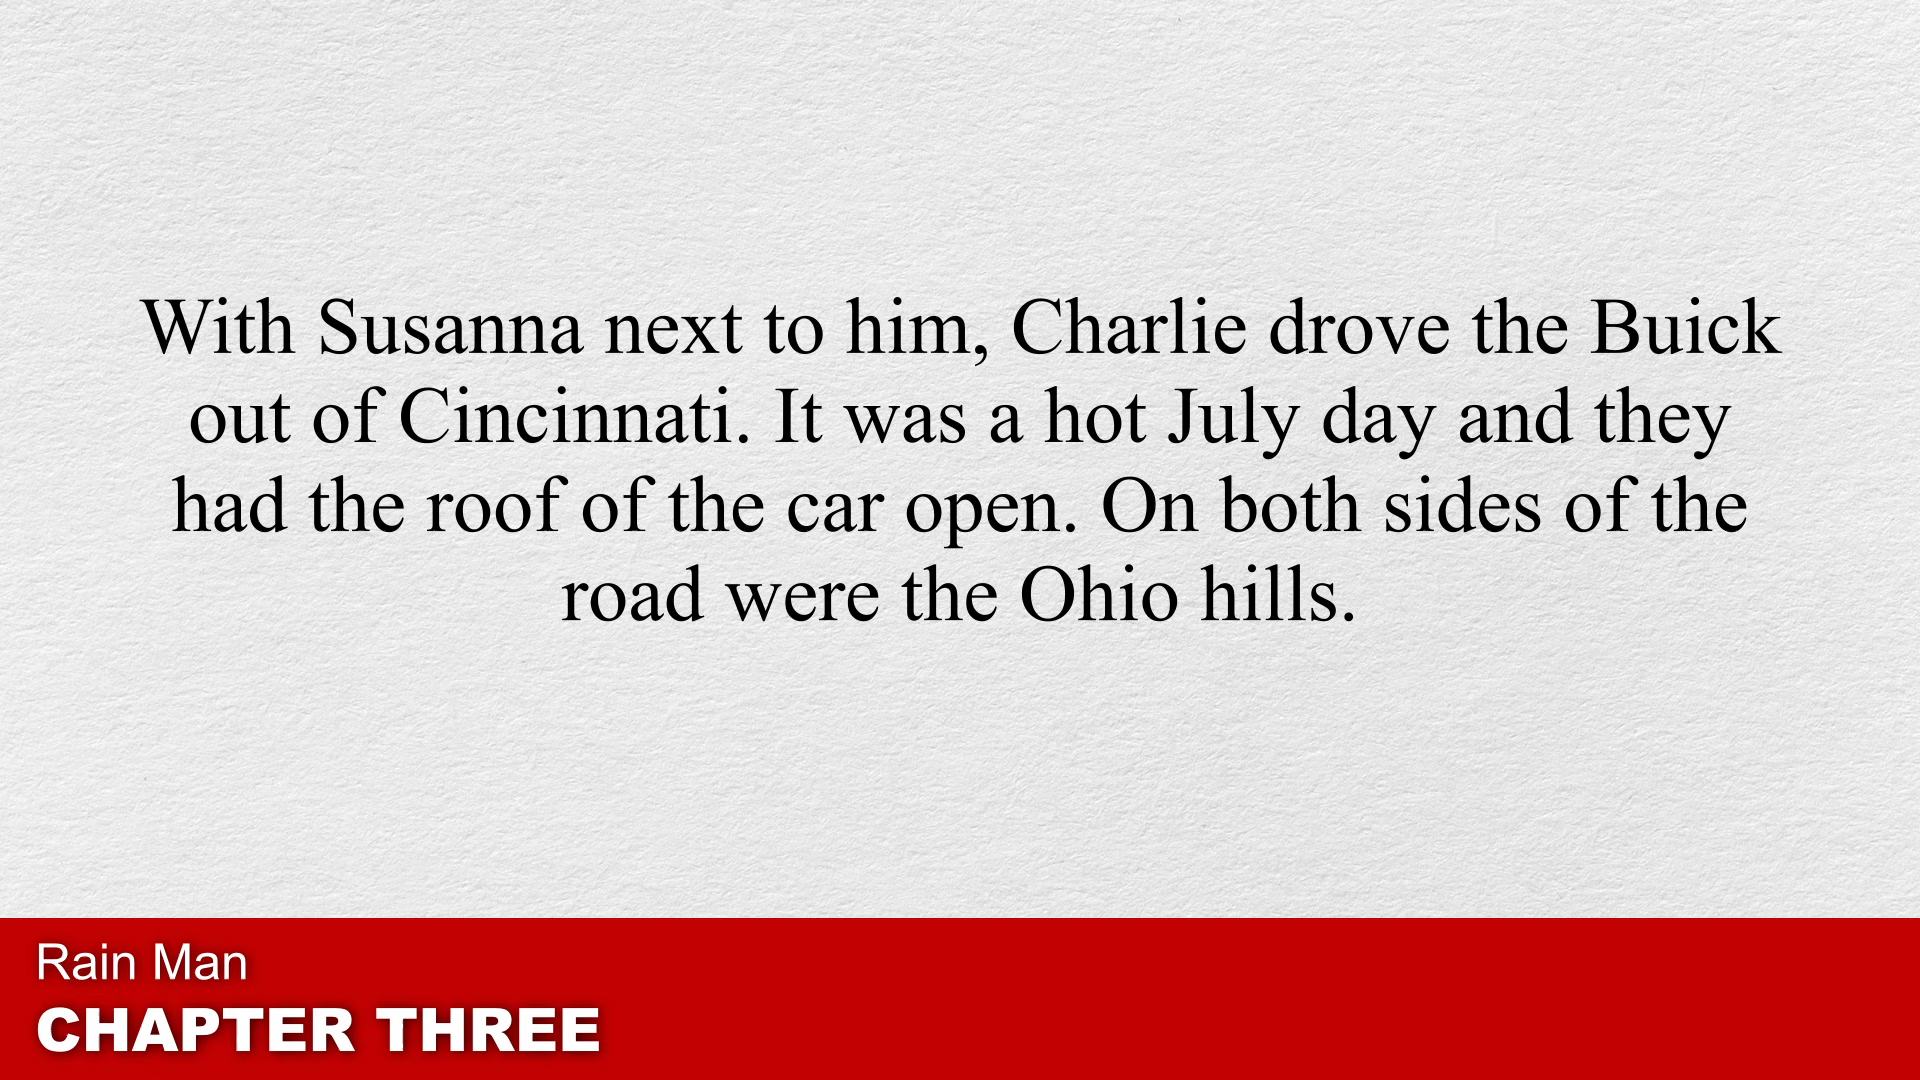 With Susanna next to him, Charlie drove the Buick
out of Cincinnati. It was a hot July day and they
had the roof of the car open. On both sides of the
road were the Ohio hills.
Rain Man
CHAPTER THREE